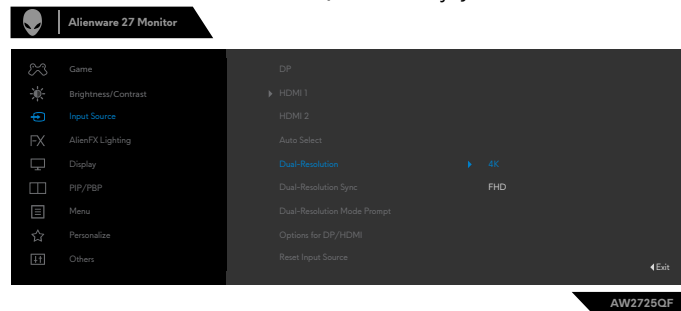 Alienware 27 Monitor
Game
DP
Brightness/Contrast
HDMI 1
Input Source
HDMI 2
AlienFX Lighting
Auto Select
Display
Dual-Resolution
4K
PIP/PBP
Dual-Resolution Sync
FHD
Menu
Dual-Resolution Mode Prompt
Personalize
Options for DP/HDMI
Others
Reset Input Source
Exit
AW2725QF